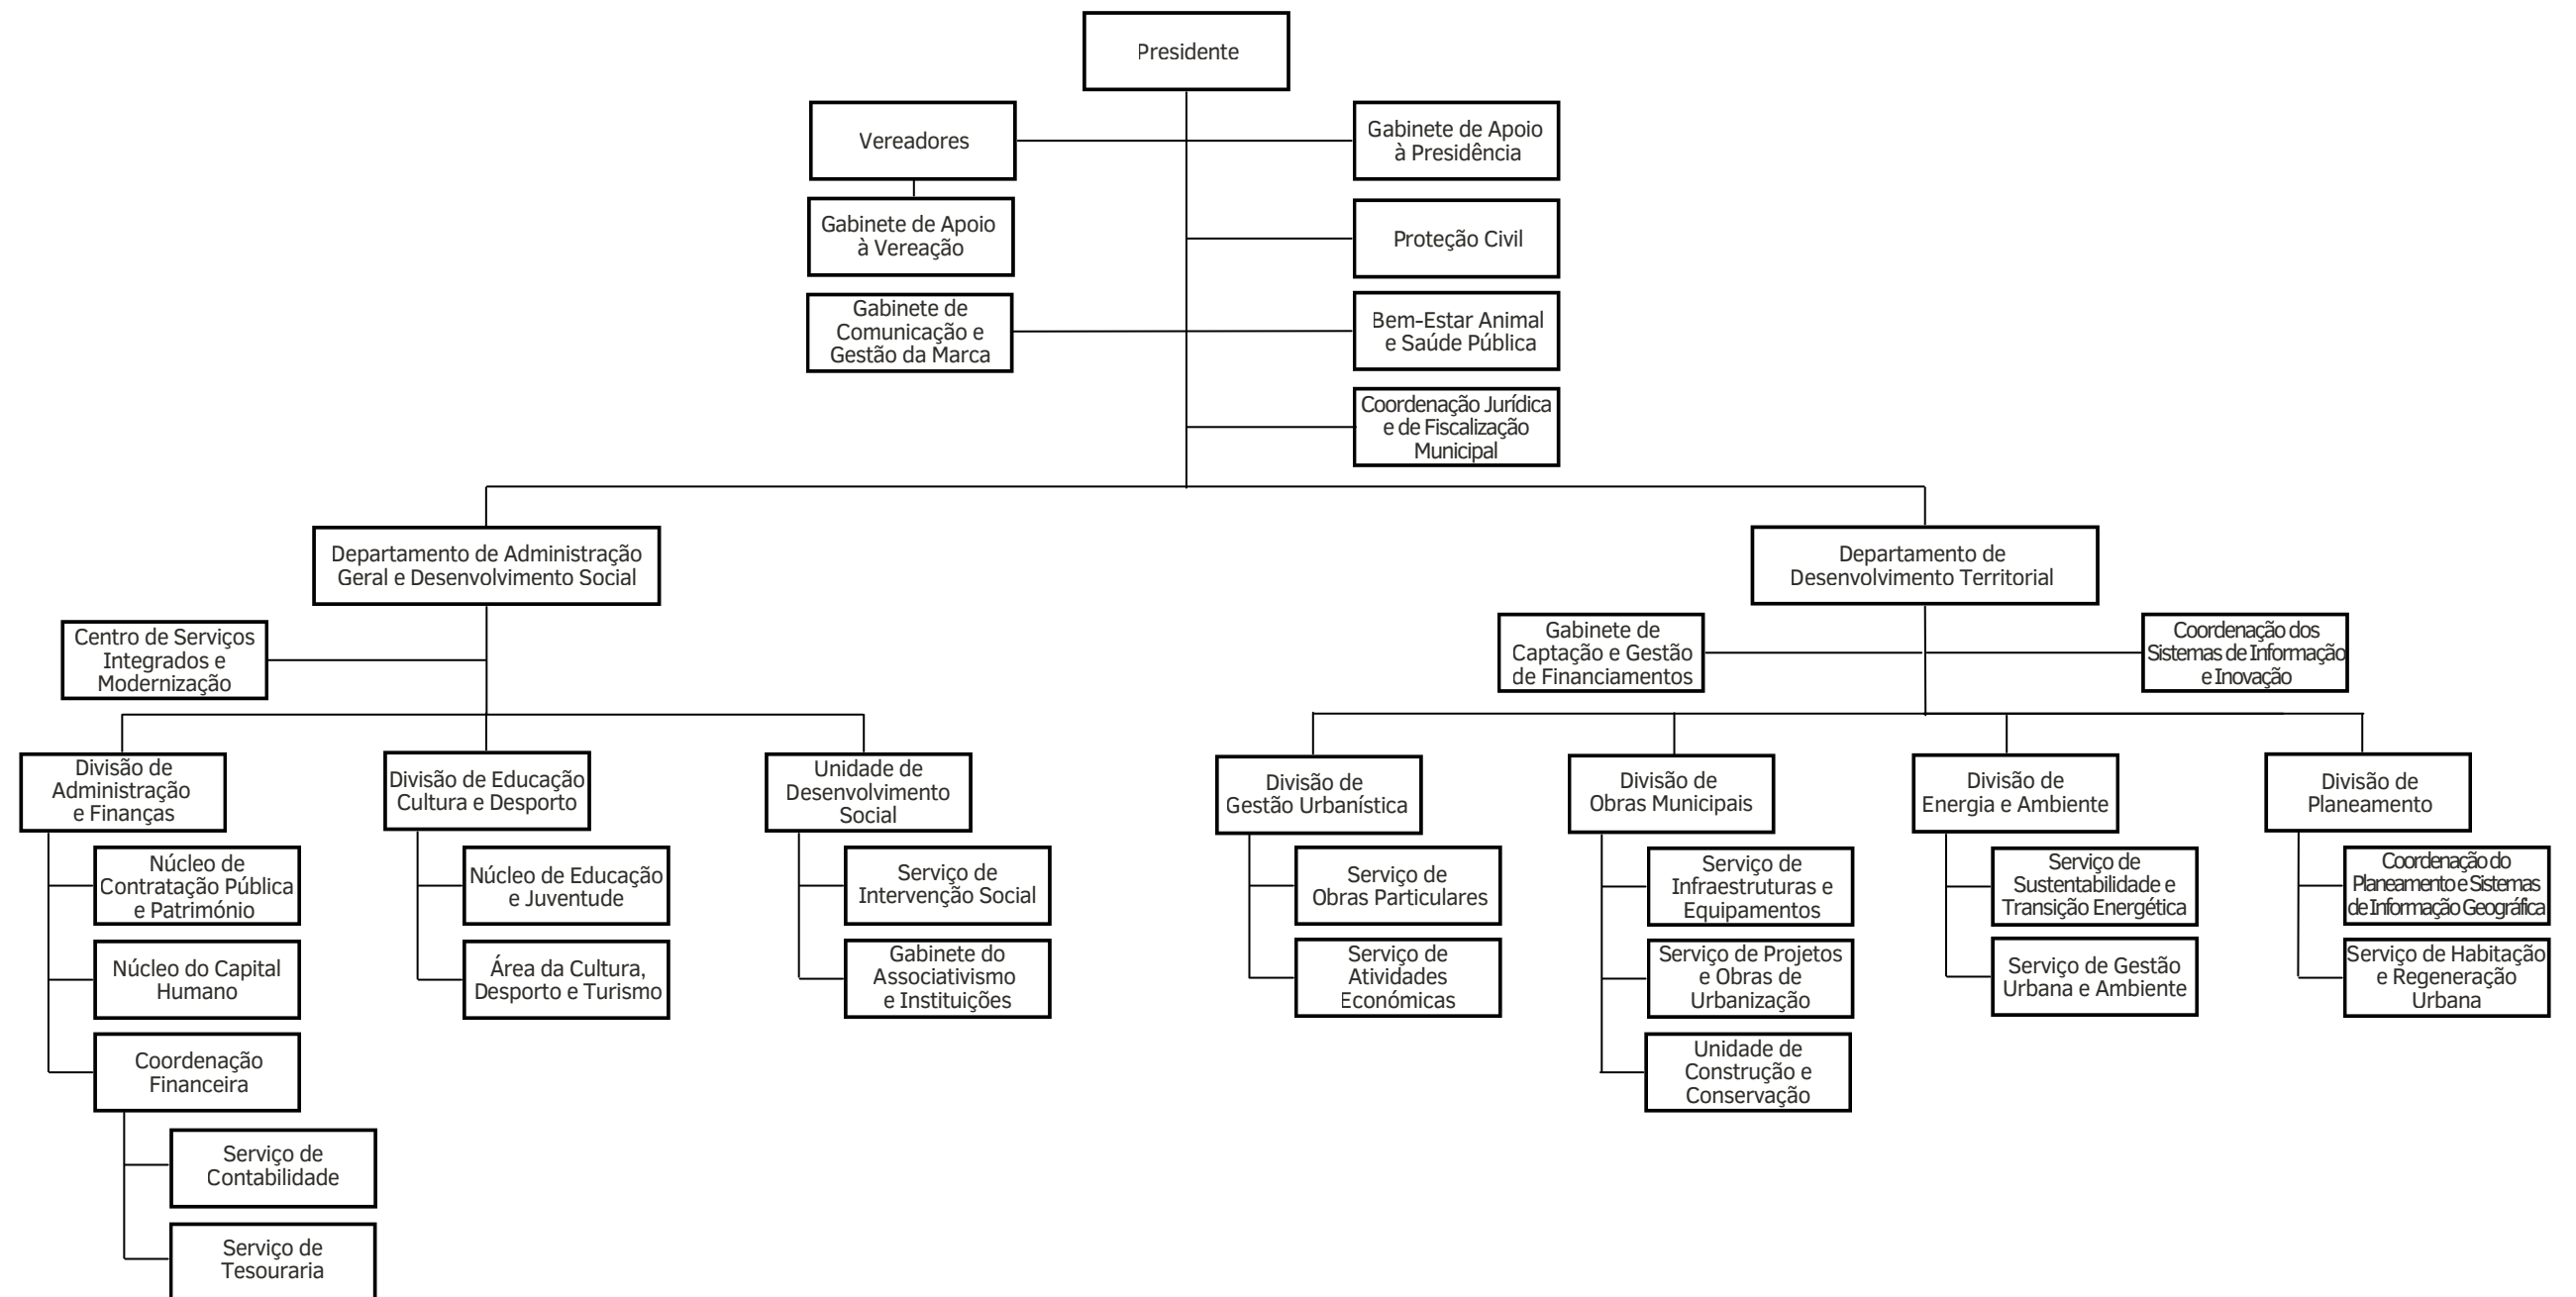 Presidente
Vereadores
Gabinete de Apoio
à Presidência
Gabinete de Apoio
à Vereação
Proteção Civil
Gabinete de
Comunicação e
Gestão da Marca
Bem-Estar Animal
e Saúde Pública
Coordenação Jurídica
e de Fiscalização
Municipal
Departamento de Administração
Geral e Desenvolvimento Social
Departamento de
Desenvolvimento Territorial
Centro de Serviços
Integrados e
Modernização
Gabinete de
Captação e Gestão
de Financiamentos
Coordenação dos
Sistemas de Informação
e Inovação
Divisão de
Administração
e Finanças
Divisão de Educação
Cultura e Desporto
Unidade de
Desenvolvimento
Social
Divisão de
Gestão Urbanística
Divisão de
Obras Municipais
Divisão de
Energia e Ambiente
Divisão de
Planeamento
Núcleo de
Contratação Pública
e Património
Núcleo do Capital
Humano
Coordenação
Financeira
Serviço de
Contabilidade
Serviço de
Tesouraria
Núcleo de Educação
e Juventude
Área da Cultura,
Desporto e Turismo
Serviço de
Intervenção Social
Gabinete do
Associativismo
e Instituições
Serviço de
Obras Particulares
Serviço de
Atividades
Económicas
Serviço de
Infraestruturas e
Equipamentos
Serviço de Projetos
e Obras de
Urbanização
Unidade de
Construção e
Conservação
Serviço de
Sustentabilidade e
Transição Energética
Serviço de Gestão
Urbana e Ambiente
Coordenação do
Planeamento e Sistemas
de Informação Geográfica
Serviço de Habitação
e Regeneração
Urbana